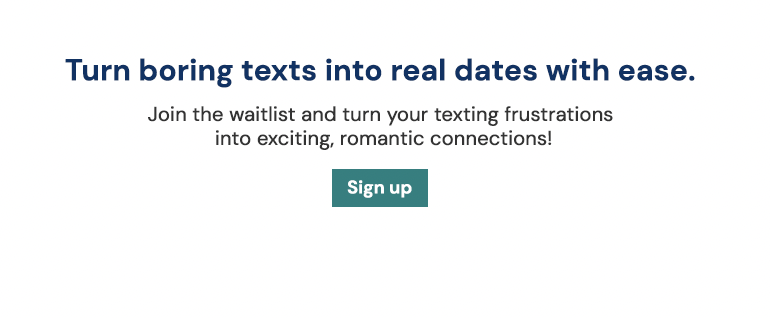 Turn boring texts into real dates with ease.
Join the waitlist and turn your texting frustrations
into exciting, romantic connections!
Sign up